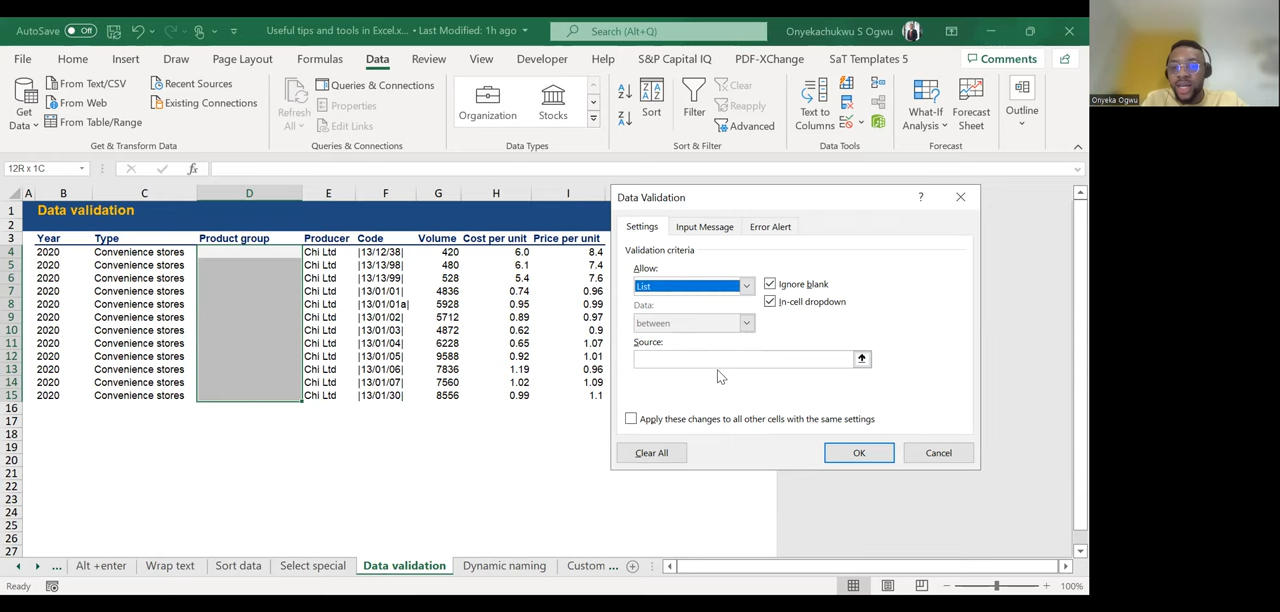 AutoSave Off Useful tips and tools in Excel.x... • Last Modified: 1h ago Search (Alt+Q) Onyekachukwu S Ogwu
File Home Insert Draw Page Layout Formulas Data Review View Developer Help S&P Capital IQ PDF-XChange SaT Templates 5 Comments
Get Data
From Text/CSV
From Web
From Table/Range
Recent Sources
Existing Connections
Get & Transform Data
Refresh All
Queries & Connections
Properties
Edit Links
Queries & Connections
Organization Stocks
Data Types
Sort
Filter
Clear
Reapply
Advanced
Sort & Filter
Text to Columns
Data Tools
What-If Analysis
Forecast Sheet
Forecast
Outline
Onyeka Ogwu
12R x 1C fx
A B C D E F G H I
1 Data validation
2
3 Year Type Product group Producer Code Volume Cost per unit Price per unit
4 2020 Convenience stores Chi Ltd |13/12/38| 420 6.0 8.4
5 2020 Convenience stores Chi Ltd |13/13/98| 480 6.1 7.4
6 2020 Convenience stores Chi Ltd |13/13/99| 528 5.4 7.6
7 2020 Convenience stores Chi Ltd |13/01/01| 4836 0.74 0.96
8 2020 Convenience stores Chi Ltd |13/01/01a| 5928 0.95 0.99
9 2020 Convenience stores Chi Ltd |13/01/02| 5712 0.89 0.97
10 2020 Convenience stores Chi Ltd |13/01/03| 4872 0.62 0.9
11 2020 Convenience stores Chi Ltd |13/01/04| 6228 0.65 1.07
12 2020 Convenience stores Chi Ltd |13/01/05| 9588 0.92 1.01
13 2020 Convenience stores Chi Ltd |13/01/06| 7836 1.19 0.96
14 2020 Convenience stores Chi Ltd |13/01/07| 7560 1.02 1.09
15 2020 Convenience stores Chi Ltd |13/01/30| 8556 0.99 1.1
16
17
18
19
20
21
22
23
24
25
26
27
Data Validation ?
Settings Input Message Error Alert
Validation criteria
Allow:
List Ignore blank
Data: In-cell dropdown
between
Source:
Apply these changes to all other cells with the same settings
Clear All OK Cancel
... Alt +enter Wrap text Sort data Select special Data validation Dynamic naming Custom ...
Ready 100%